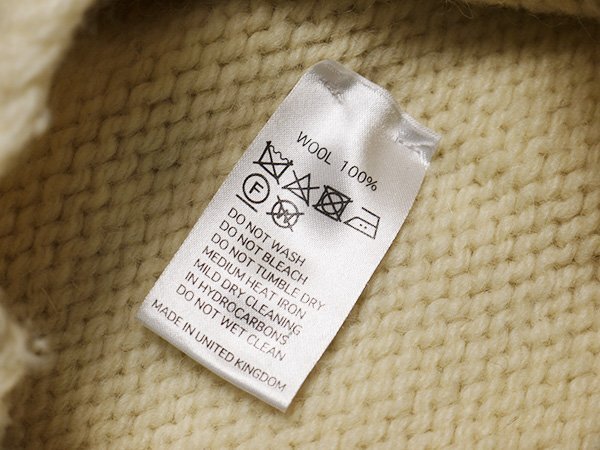 WOOL 100%
F W
DO NOT WASH
DO NOT BLEACH
DO NOT TUMBLE DRY
MEDIUM HEAT IRON
MILD DRY CLEANING
IN HYDROCARBONS
DO NOT WET CLEAN
MADE IN UNITED KINGDOM